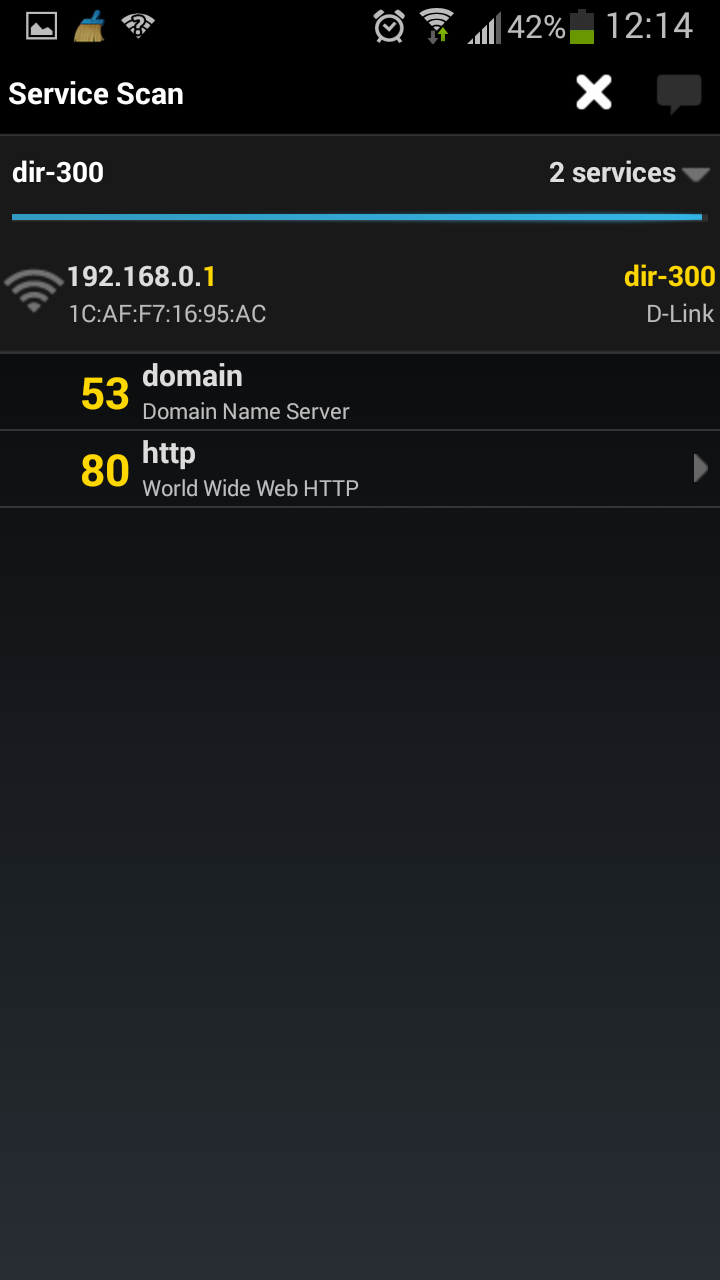 42% 12:14
Service Scan
dir-300 2 services
192.168.0.1 dir-300
1C:AF:F7:16:95:AC D-Link
53 domain
Domain Name Server
80 http
World Wide Web HTTP